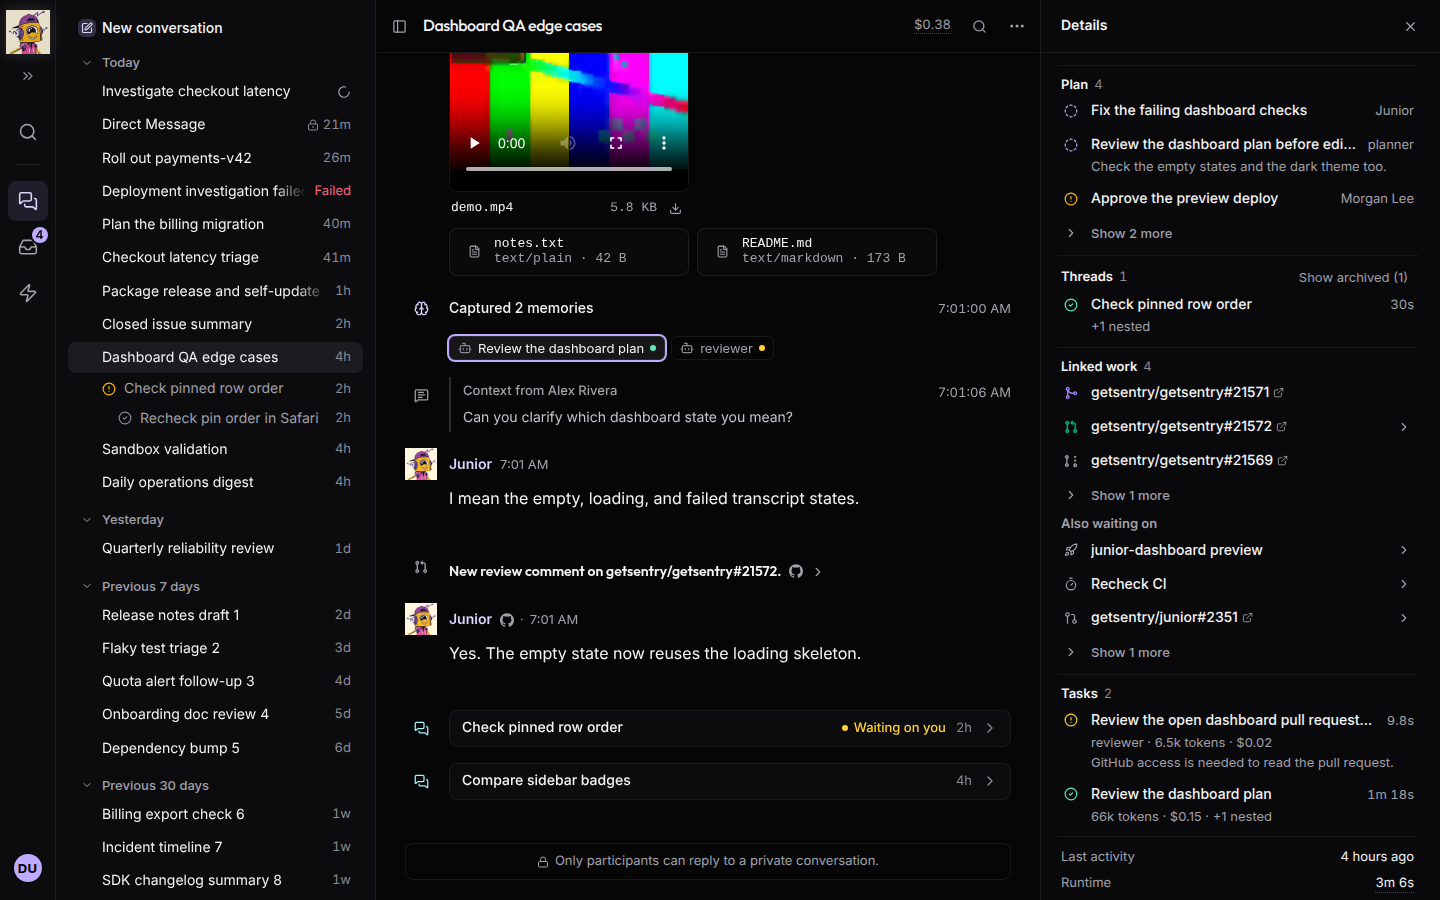 New conversation
Today
Investigate checkout latency
Direct Message 21m
Roll out payments-v42 26m
Deployment investigation failed Failed
Plan the billing migration 40m
Checkout latency triage 41m
Package release and self-update 1h
Closed issue summary 2h
Dashboard QA edge cases 4h
Check pinned row order 2h
Recheck pin order in Safari 2h
Sandbox validation 4h
Daily operations digest 4h
Yesterday
Quarterly reliability review 1d
Previous 7 days
Release notes draft 1 2d
Flaky test triage 2 3d
Quota alert follow-up 3 4d
Onboarding doc review 4 5d
Dependency bump 5 6d
Previous 30 days
Billing export check 6 1w
Incident timeline 7 1w
SDK changelog summary 8 1w
4
DU
Dashboard QA edge cases $0.38
0:00
demo.mp4 5.8 KB
notes.txt
text/plain · 42 B
README.md
text/markdown · 173 B
Captured 2 memories 7:01:00 AM
Review the dashboard plan
reviewer
Context from Alex Rivera 7:01:06 AM
Can you clarify which dashboard state you mean?
Junior 7:01 AM
I mean the empty, loading, and failed transcript states.
New review comment on getsentry/getsentry#21572.
Junior · 7:01 AM
Yes. The empty state now reuses the loading skeleton.
Check pinned row order Waiting on you 2h
Compare sidebar badges 4h
Only participants can reply to a private conversation.
Details
Plan 4
Fix the failing dashboard checks Junior
Review the dashboard plan before edi... planner
Check the empty states and the dark theme too.
Approve the preview deploy Morgan Lee
Show 2 more
Threads 1 Show archived (1)
Check pinned row order 30s
+1 nested
Linked work 4
getsentry/getsentry#21571
getsentry/getsentry#21572
getsentry/getsentry#21569
Show 1 more
Also waiting on
junior-dashboard preview
Recheck CI
getsentry/junior#2351
Show 1 more
Tasks 2
Review the open dashboard pull request... 9.8s
reviewer · 6.5k tokens · $0.02
GitHub access is needed to read the pull request.
Review the dashboard plan 1m 18s
66k tokens · $0.15 · +1 nested
Last activity 4 hours ago
Runtime 3m 6s